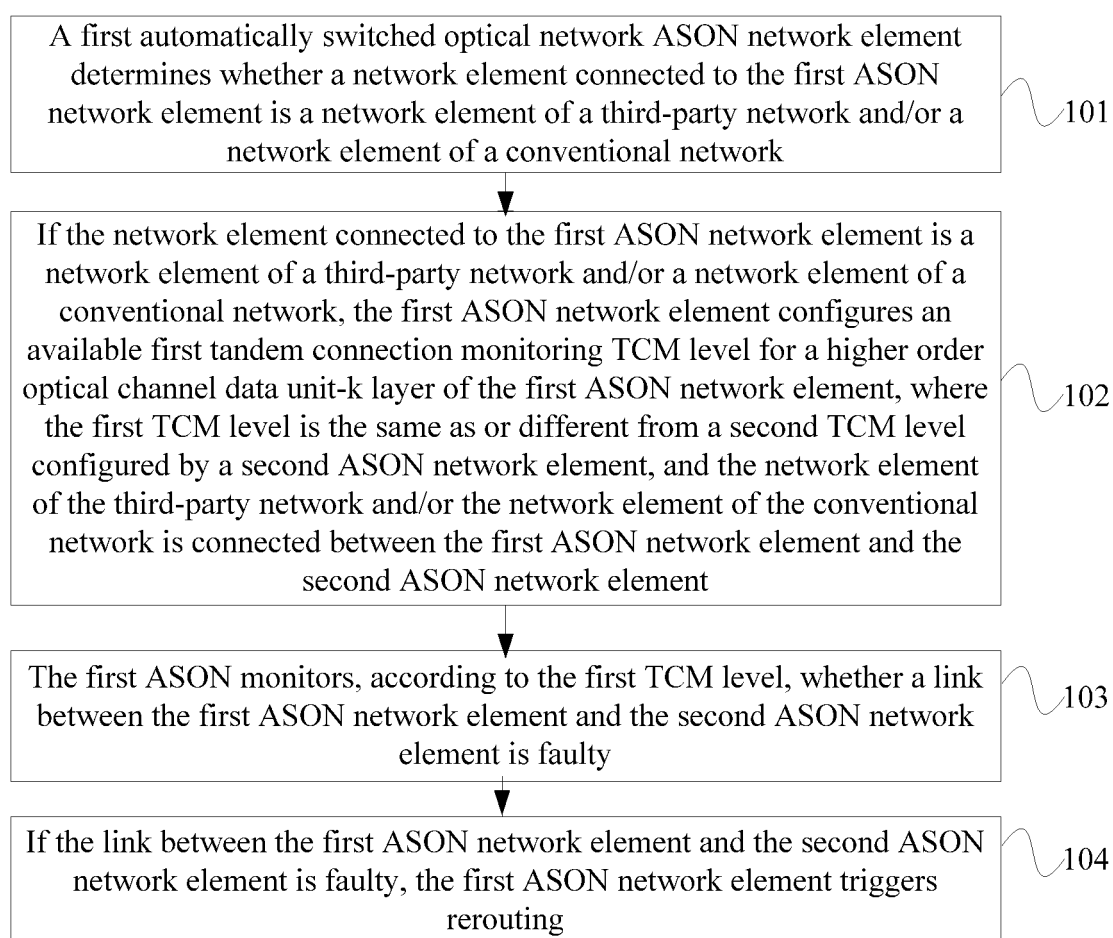 A first automatically switched optical network ASON network element
determines whether a network element connected to the first ASON
network element is a network element of a third-party network and/or a
network element of a conventional network
101
If the network element connected to the first ASON network element is a
network element of a third-party network and/or a network element of a
conventional network, the first ASON network element configures an
available first tandem connection monitoring TCM level for a higher order
optical channel data unit-k layer of the first ASON network element, where
the first TCM level is the same as or different from a second TCM level
configured by a second ASON network element, and the network element
of the third-party network and/or the network element of the conventional
network is connected between the first ASON network element and the
second ASON network element
102
The first ASON monitors, according to the first TCM level, whether a link
between the first ASON network element and the second ASON network
element is faulty
103
If the link between the first ASON network element and the second ASON
network element is faulty, the first ASON network element triggers
rerouting
104